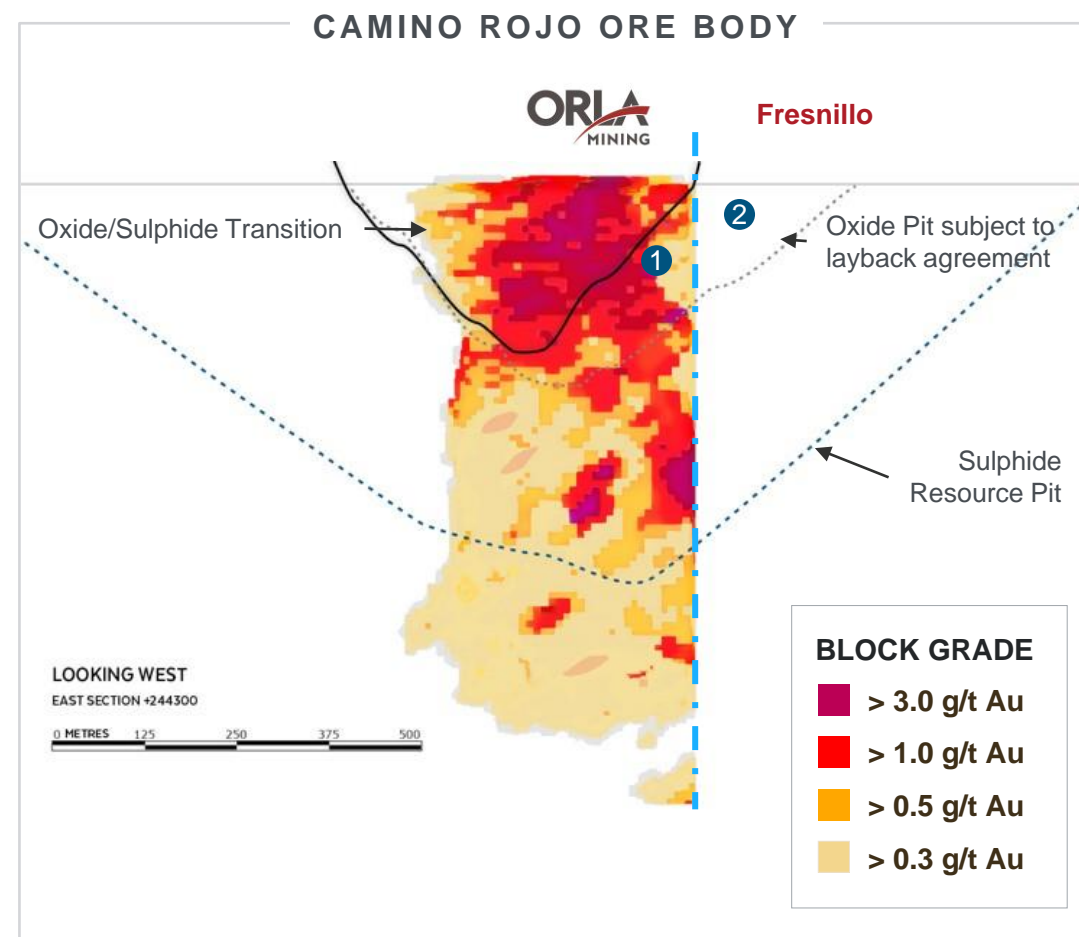 CAMINO ROJO ORE BODY
ORLA
MINING
Fresnillo
Oxide/Sulphide Transition
2
1
Oxide Pit subject to
layback agreement
Sulphide
Resource Pit
LOOKING WEST
EAST SECTION +244300
0 METRES 125 250 375 500
BLOCK GRADE
> 3.0 g/t Au
> 1.0 g/t Au
> 0.5 g/t Au
> 0.3 g/t Au